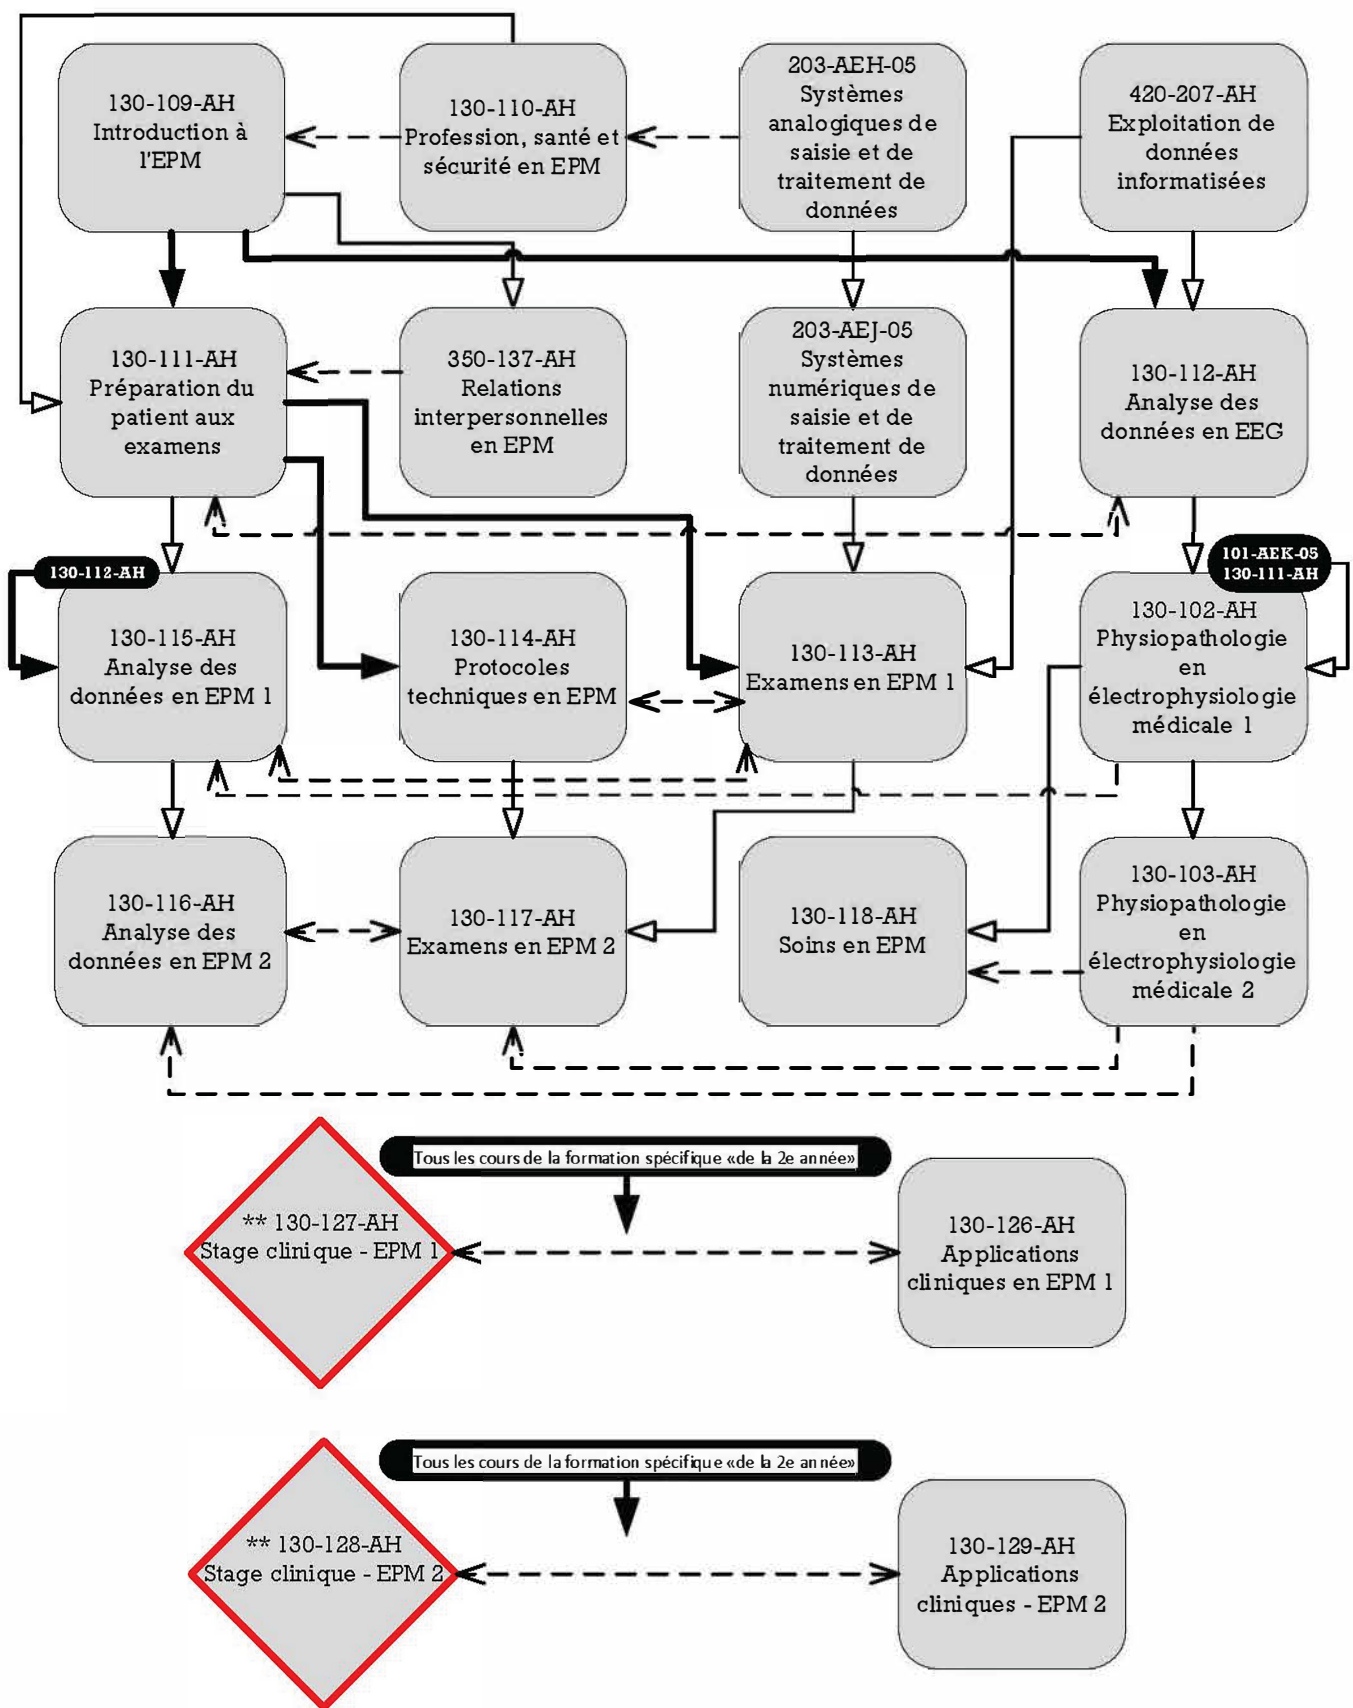 130-109-AH
Introduction à
l'EPM
130-110-AH
Profession, santé et
sécurité en EPM
203-AEH-05
Systèmes
analogiques de
saisie et de
traitement de
données
420-207-AH
Exploitation de
données
informatisées
130-111-AH
Préparation du
patient aux
examens
350-137-AH
Relations
interpersonnelles
en EPM
203-AEJ-05
Systèmes
numériques de
saisie et de
traitement de
données
130-112-AH
Analyse des
données en EEG
130-112-AH
130-115-AH
Analyse des
données en EPM 1
130-114-AH
Protocoles
techniques en EPM
130-113-AH
Examens en EPM 1
101-AEK-05
130-111-AH
130-102-AH
Physiopathologie
en
électrophysiologie
médicale 1
130-116-AH
Analyse des
données en EPM 2
130-117-AH
Examens en EPM 2
130-118-AH
Soins en EPM
130-103-AH
Physiopathologie
en
électrophysiologie
médicale 2
Tous les cours de la formation spécifique «de la 2e année»
** 130-127-AH
Stage clinique - EPM 1
130-126-AH
Applications
cliniques en EPM 1
Tous les cours de la formation spécifique «de la 2e année»
** 130-128-AH
Stage clinique - EPM 2
130-129-AH
Applications
cliniques - EPM 2